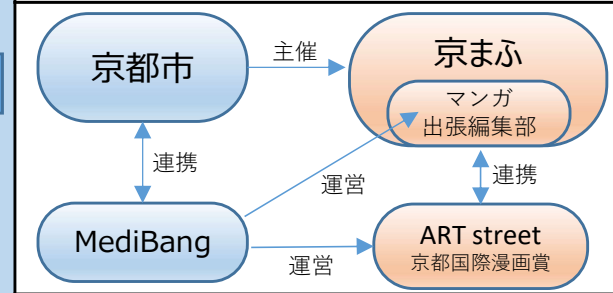 京都市
主催
京まふ
マンガ
出張編集部
連携
運営
連携
MediBang
運営
ART street
京都国際漫画賞